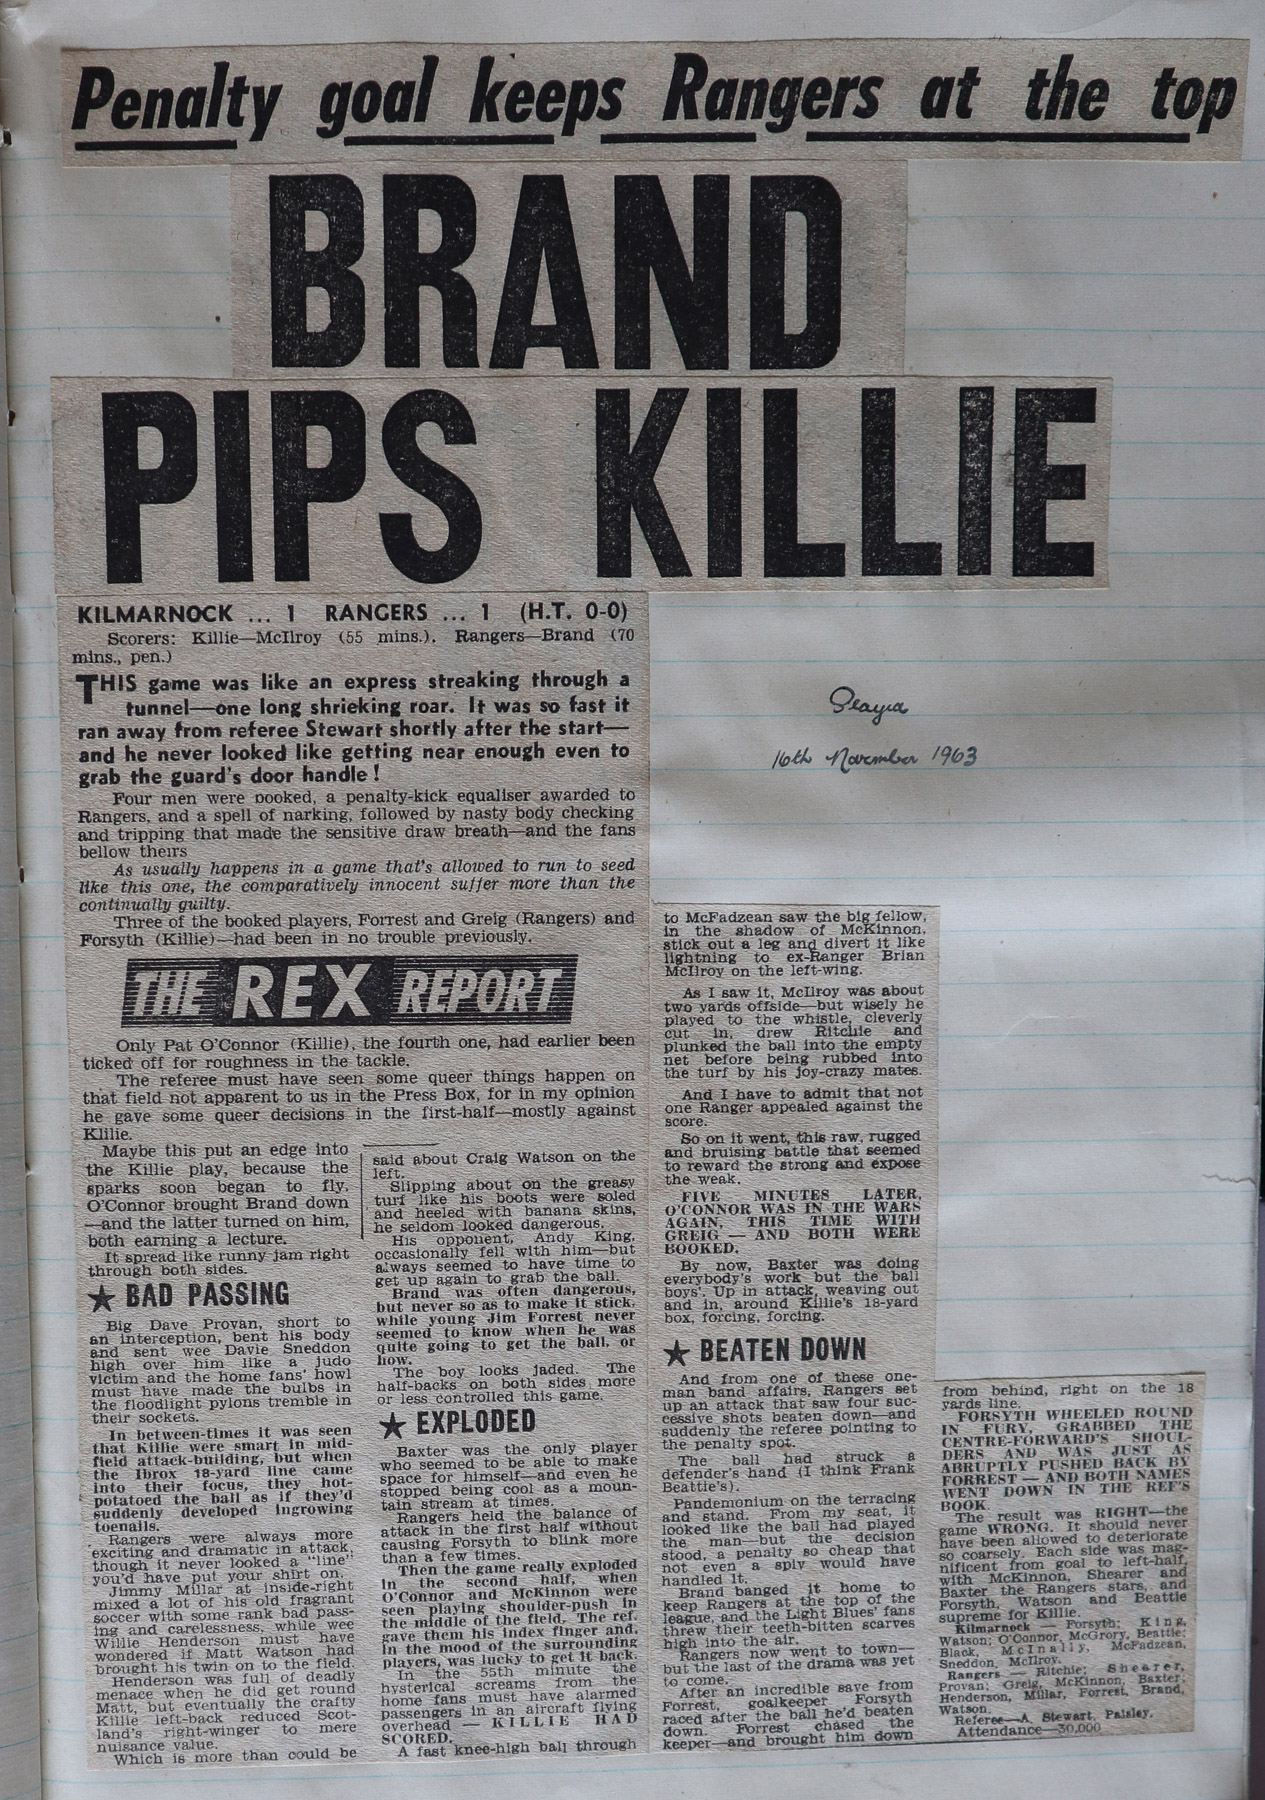 Penalty goal keeps Rangers at the top
BRAND
PIPS KILLIE
KILMARNOCK ... 1 RANGERS ... 1 (H.T. 0-0)
Scorers: Killie—McIlroy (55 mins.). Rangers—Brand (70
mins., pen.)
THIS game was like an express streaking through a
tunnel—one long shrieking roar. It was so fast it
ran away from referee Stewart shortly after the start—
and he never looked like getting near enough even to
grab the guard's door handle!
Four men were booked, a penalty-kick equaliser awarded to
Rangers, and a spell of narking, followed by nasty body checking
and tripping that made the sensitive draw breath—and the fans
bellow theirs
As usually happens in a game that's allowed to run to seed
like this one, the comparatively innocent suffer more than the
continually guilty.
Three of the booked players, Forrest and Greig (Rangers) and
Forsyth (Killie)—had been in no trouble previously.
THE REX REPORT
Only Pat O'Connor (Killie), the fourth one, had earlier been
ticked off for roughness in the tackle.
The referee must have seen some queer things happen on
that field not apparent to us in the Press Box, for in my opinion
he gave some queer decisions in the first-half—mostly against
Klilie.
Maybe this put an edge into
the Killie play, because the
sparks soon began to fly.
O'Connor brought Brand down
—and the latter turned on him,
both earning a lecture.
It spread like runny jam right
through both sides.
★ BAD PASSING
Big Dave Provan, short to
an interception, bent his body
and sent wee Davie Sneddon
high over him like a judo
victim and the home fans' howl
must have made the bulbs in
the floodlight pylons tremble in
their sockets.
In between-times it was seen
that Killie were smart in mid-
field attack-building, but when
the Ibrox 18-yard line came
into their focus, they hot-
potatoed the ball as if they'd
suddenly developed ingrowing
toenails.
Rangers were always more
exciting and dramatic in attack,
though it never looked a "line"
you'd have put your shirt on.
Jimmy Millar at inside-right
mixed a lot of his old fragrant
soccer with some rank bad pass-
ing and carelessness, while wee
Willie Henderson must have
wondered if Matt Watson had
brought his twin on to the field.
Henderson was full of deadly
menace when he did get round
Matt, but eventually the crafty
Killie left-back reduced Scot-
land's right-winger to mere
nuisance value.
Which is more than could be
said about Craig Watson on the
left.
Slipping about on the greasy
turf like his boots were soled
and heeled with banana skins,
he seldom looked dangerous.
His opponent, Andy King,
occasionally fell with him—but
always seemed to have time to
get up again to grab the ball.
Brand was often dangerous,
but never so as to make it stick.
while young Jim Forrest never
seemed to know when he was
quite going to get the ball, or
how.
The boy looks jaded. The
half-backs on both sides more
or less controlled this game.
★ EXPLODED
Baxter was the only player
who seemed to be able to make
space for himself—and even he
stopped being cool as a moun-
tain stream at times.
Rangers held the balance of
attack in the first half without
causing Forsyth to blink more
than a few times.
Then the game really exploded
in the second half, when
O'Connor and McKinnon were
seen playing shoulder-push in
the middle of the field. The ref.
gave them his index finger and,
in the mood of the surrounding
players, was lucky to get it back.
In the 55th minute the
hysterical screams from the
home fans must have alarmed
passengers in an aircraft flying
overhead — KILLIE HAD
SCORED.
A fast knee-high ball through
to McFadzean saw the big fellow,
in the shadow of McKinnon,
stick out a leg and divert it like
lightning to ex-Ranger Brian
McIlroy on the left-wing.
As I saw it, McIlroy was about
two yards offside—but wisely he
played to the whistle, cleverly
cut in, drew Ritchie and
plunked the ball into the empty
net before being rubbed into
the turf by his joy-crazy mates.
And I have to admit that not
one Ranger appealed against the
score.
So on it went, this raw, rugged
and bruising battle that seemed
to reward the strong and expose
the weak.
FIVE MINUTES LATER,
O'CONNOR WAS IN THE WARS
AGAIN, THIS TIME WITH
GREIG — AND BOTH WERE
BOOKED.
By now, Baxter was doing
everybody's work but the ball
boys'. Up in attack, weaving out
and in, around Killie's 18-yard
box, forcing, forcing.
★ BEATEN DOWN
And from one of these one-
man band affairs, Rangers set
up an attack that saw four suc-
cessive shots beaten down—and
suddenly the referee pointing to
the penalty spot.
The ball had struck a
defender's hand (I think Frank
Beattie's).
Pandemonium on the terracing
and stand. From my seat, it
looked like the ball had played
the man—but the decision
stood, a penalty so cheap that
not even a spiv would have
handled it.
Brand banged it home to
keep Rangers at the top of the
league, and the Light Blues' fans
threw their teeth-bitten scarves
high into the air.
Rangers now went to town—
but the last of the drama was yet
to come.
After an incredible save from
Forrest, goalkeeper Forsyth
raced after the ball he'd beaten
down. Forrest chased the
keeper—and brought him down
from behind, right on the 18
yards line.
FORSYTH WHEELED ROUND
IN FURY, GRABBED THE
CENTRE-FORWARD'S SHOUL-
DERS AND WAS JUST AS
ABRUPTLY PUSHED BACK BY
FORREST — AND BOTH NAMES
WENT DOWN IN THE REF'S
BOOK.
The result was RIGHT—the
game WRONG. It should never
have been allowed to deteriorate
so coarsely. Each side was mag-
nificent from goal to left-half,
with McKinnon, Shearer and
Baxter the Rangers stars, and
Forsyth, Watson and Beattie
supreme for Killie.
Kilmarnock — Forsyth; King,
Watson; O'Connor, McGrory, Beattie;
Black, McInally, McFadzean,
Sneddon, McIlroy.
Rangers — Ritchie; Shearer,
Provan; Greig, McKinnon, Baxter;
Henderson, Millar, Forrest, Brand,
Watson.
Referee—A. Stewart, Paisley.
Attendance—30,000
16th November 1963